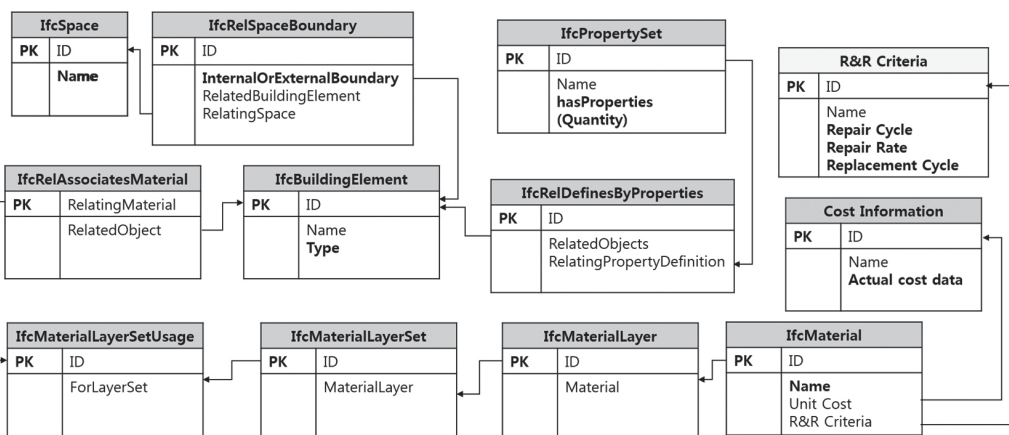 IfcSpace
PK ID
Name
IfcRelSpaceBoundary
PK ID
InternalOrExternalBoundary
RelatedBuildingElement
RelatingSpace
IfcPropertySet
PK ID
Name
hasProperties
(Quantity)
R&R Criteria
PK ID
Name
Repair Cycle
Repair Rate
Replacement Cycle
IfcRelAssociatesMaterial
PK RelatingMaterial
RelatedObject
IfcBuildingElement
PK ID
Name
Type
IfcRelDefinesByProperties
PK ID
RelatedObjects
RelatingPropertyDefinition
Cost Information
PK ID
Name
Actual cost data
IfcMaterialLayerSetUsage
PK ID
ForLayerSet
IfcMaterialLayerSet
PK ID
MaterialLayer
IfcMaterialLayer
PK ID
Material
IfcMaterial
PK ID
Name
Unit Cost
R&R Criteria